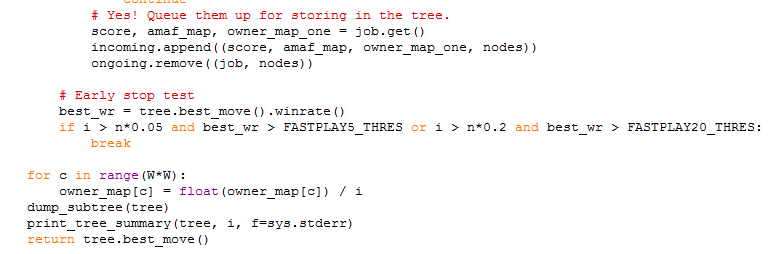 continue
# Yes! Queue them up for storing in the tree.
score, amaf_map, owner_map_one = job.get()
incoming.append((score, amaf_map, owner_map_one, nodes))
ongoing.remove((job, nodes))
# Early stop test
best_wr = tree.best_move().winrate()
if i > n*0.05 and best_wr > FASTPLAY5_THRES or i > n*0.2 and best_wr > FASTPLAY20_THRES:
break
for c in range(W*W):
owner_map[c] = float(owner_map[c]) / i
dump_subtree(tree)
print_tree_summary(tree, i, f=sys.stderr)
return tree.best_move()